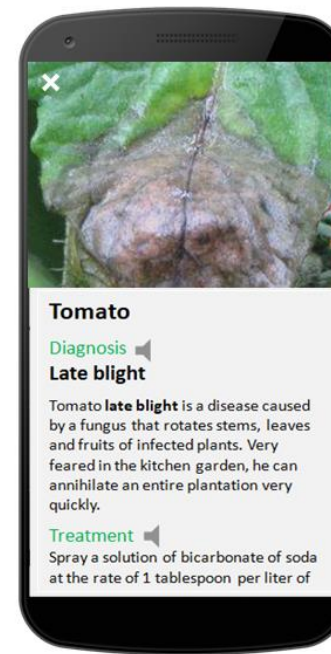 Tomato
Diagnosis
Late blight
Tomato late blight is a disease caused
by a fungus that rotates stems, leaves
and fruits of infected plants. Very
feared in the kitchen garden, he can
annihilate an entire plantation very
quickly.
Treatment
Spray a solution of bicarbonate of soda
at the rate of 1 tablespoon per liter of